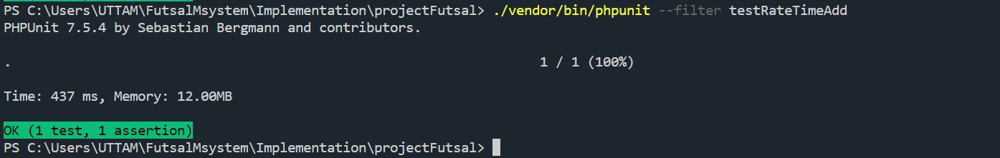 PS C:\Users\UTTAM\FutsalMsystem\Implementation\projectFutsal> ./vendor/bin/phpunit --filter testRateTimeAdd
PHPUnit 7.5.4 by Sebastian Bergmann and contributors.
. 1 / 1 (100%)
Time: 437 ms, Memory: 12.00MB
OK (1 test, 1 assertion)
PS C:\Users\UTTAM\FutsalMsystem\Implementation\projectFutsal>